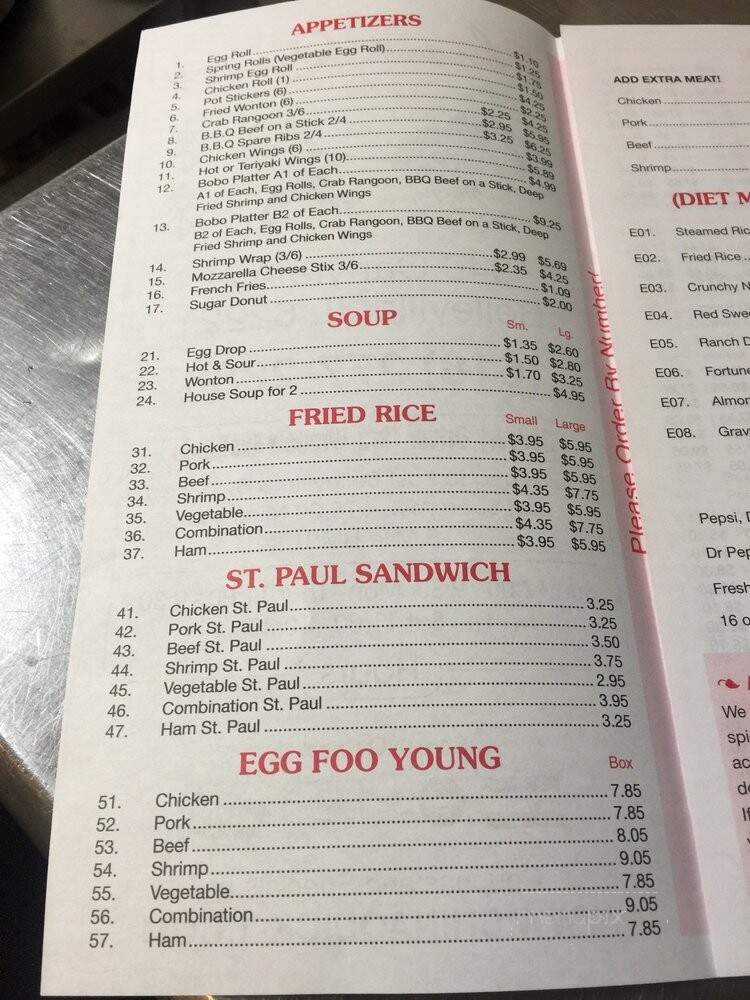 APPETIZERS
1. Egg Roll $1.10
2. Spring Rolls (Vegetable Egg Roll) $1.25
3. Shrimp Egg Roll $1.75
4. Chicken Roll (1) $1.50
5. Pot Stickers (6) $4.25
6. Fried Wonton (6) $2.25
7. Crab Rangoon 3/6 $2.25 $4.25
8. B.B.Q Beef on a Stick 2/4 $2.95 $5.95
9. B.B.Q Spare Ribs 2/4 $3.25 $6.25
10. Chicken Wings (6) $3.99
11. Hot or Teriyaki Wings (10) $5.89
12. Bobo Platter A1 of Each $4.99
A1 of Each, Egg Rolls, Crab Rangoon, BBQ Beef on a Stick, Deep
Fried Shrimp and Chicken Wings
13. Bobo Platter B2 of Each $9.25
B2 of Each, Egg Rolls, Crab Rangoon, BBQ Beef on a Stick, Deep
Fried Shrimp and Chicken Wings
14. Shrimp Wrap (3/6) $2.99 $5.69
15. Mozzarella Cheese Stix 3/6 $2.35 $4.25
16. French Fries $1.09
17. Sugar Donut $2.00
SOUP
Sm. Lg.
21. Egg Drop $1.35 $2.60
22. Hot & Sour $1.50 $2.80
23. Wonton $1.70 $3.25
24. House Soup for 2 $4.95
FRIED RICE
Small Large
31. Chicken $3.95 $5.95
32. Pork $3.95 $5.95
33. Beef $3.95 $5.95
34. Shrimp $4.35 $7.75
35. Vegetable $3.95 $5.95
36. Combination $4.35 $7.75
37. Ham $3.95 $5.95
ST. PAUL SANDWICH
41. Chicken St. Paul 3.25
42. Pork St. Paul 3.25
43. Beef St. Paul 3.50
44. Shrimp St. Paul 3.75
45. Vegetable St. Paul 2.95
46. Combination St. Paul 3.95
47. Ham St. Paul 3.25
EGG FOO YOUNG
Box
51. Chicken 7.85
52. Pork 7.85
53. Beef 8.05
54. Shrimp 9.05
55. Vegetable 7.85
56. Combination 9.05
57. Ham 7.85
Please Order By Number!
ADD EXTRA MEAT!
Chicken
Pork
Beef
Shrimp
(DIET M
E01. Steamed Ric
E02. Fried Rice
E03. Crunchy N
E04. Red Swee
E05. Ranch D
E06. Fortune
E07. Almon
E08. Grav
Pepsi, D
Dr Pep
Fresh
16 o
We
spi
ac
de
If